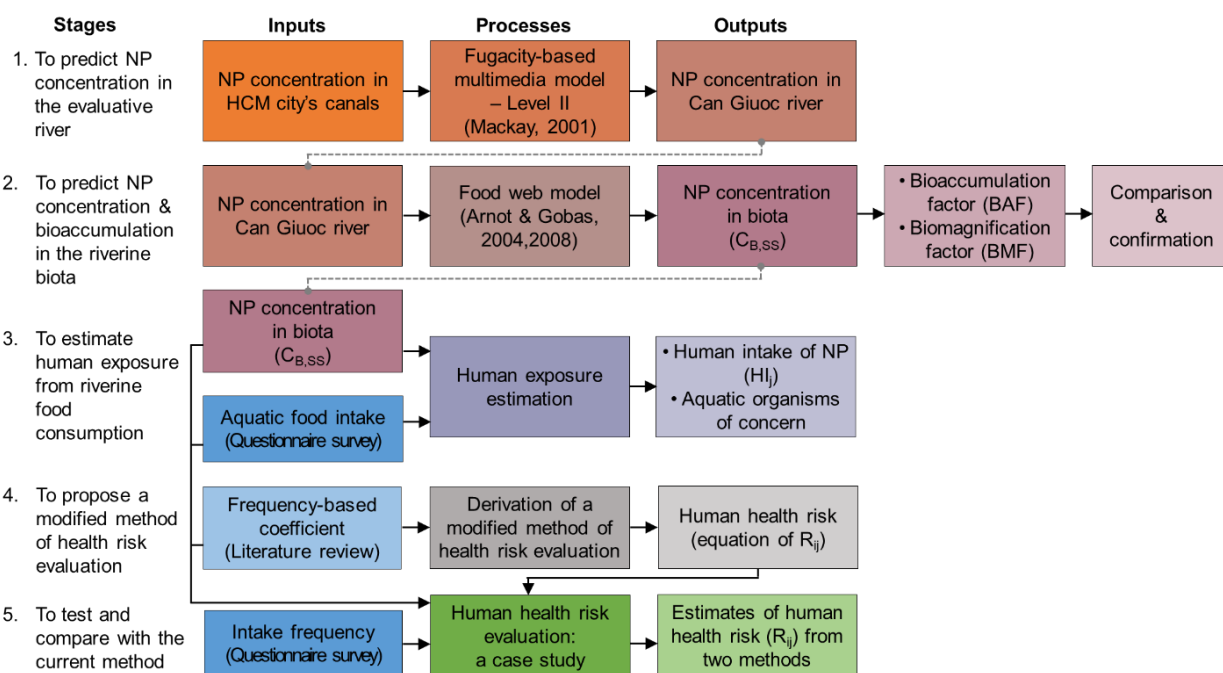 Stages
Inputs
Processes
Outputs
1. To predict NP
concentration in
the evaluative
river
NP concentration in
HCM city's canals
Fugacity-based
multimedia model
– Level II
(Mackay, 2001)
NP concentration in
Can Giuoc river
2. To predict NP
concentration &
bioaccumulation
in the riverine
biota
NP concentration in
Can Giuoc river
Food web model
(Arnot & Gobas,
2004,2008)
NP concentration
in biota
(C_B,SS)
• Bioaccumulation
factor (BAF)
• Biomagnification
factor (BMF)
Comparison
&
confirmation
3. To estimate
human exposure
from riverine
food
consumption
NP concentration
in biota
(C_B,SS)
Aquatic food intake
(Questionnaire survey)
Human exposure
estimation
• Human intake of NP
(HI_j)
• Aquatic organisms
of concern
4. To propose a
modified method
of health risk
evaluation
Frequency-based
coefficient
(Literature review)
Derivation of a
modified method of
health risk evaluation
Human health risk
(equation of R_ij)
5. To test and
compare with the
current method
Intake frequency
(Questionnaire survey)
Human health risk
evaluation:
a case study
Estimates of human
health risk (R_ij) from
two methods